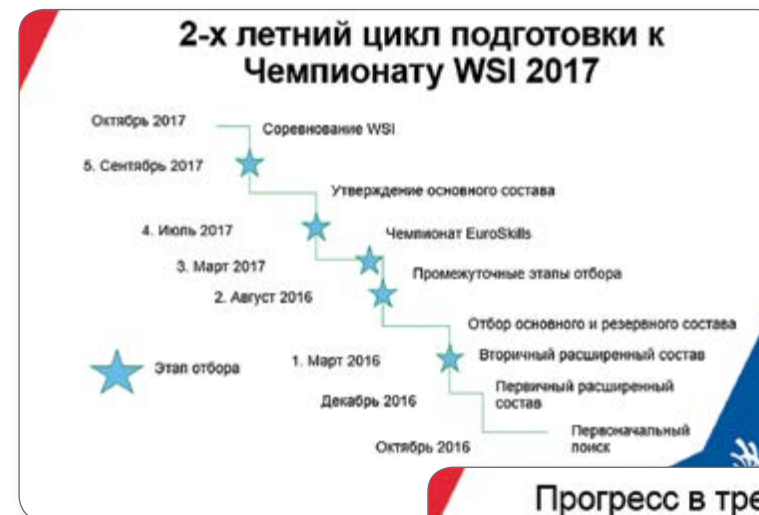 2-х летний цикл подготовки к
Чемпионату WSI 2017
Октябрь 2017
Соревнование WSI
5. Сентябрь 2017
Утверждение основного состава
4. Июль 2017
Чемпионат EuroSkills
3. Март 2017
Промежуточные этапы отбора
2. Август 2016
Отбор основного и резервного состава
1. Март 2016
Вторичный расширенный состав
Этап отбора
Первичный расширенный
состав
Декабрь 2016
Первоначальный
поиск
Октябрь 2016
Прогресс в тре